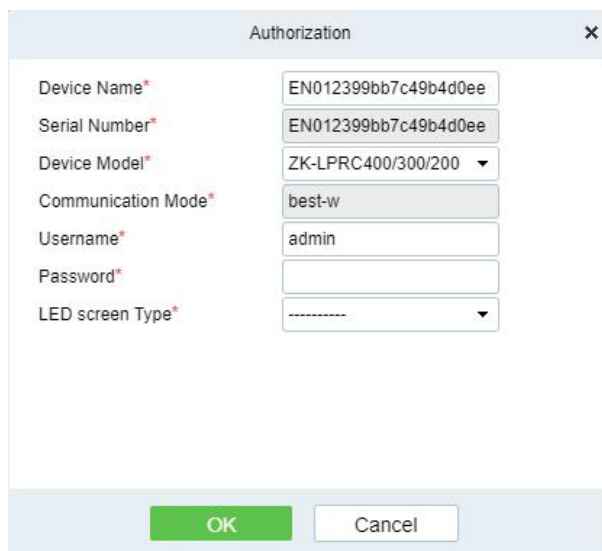 Authorization
Device Name* EN012399bb7c49b4d0ee
Serial Number* EN012399bb7c49b4d0ee
Device Model* ZK-LPRC400/300/200
Communication Mode* best-w
Username* admin
Password*
LED screen Type* ----------
OK Cancel